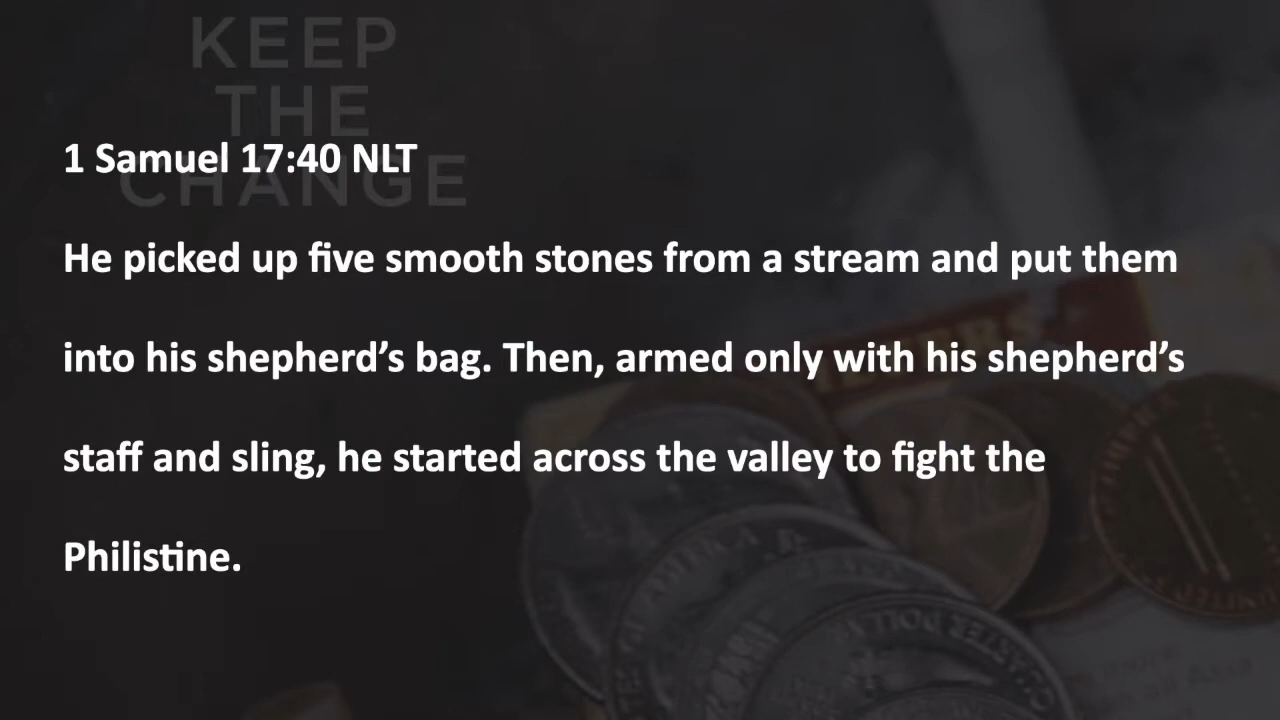 KEEP
THE
CHANGE
1 Samuel 17:40 NLT
He picked up five smooth stones from a stream and put them
into his shepherd’s bag. Then, armed only with his shepherd’s
staff and sling, he started across the valley to fight the
Philistine.
QUARTER DOLLAR